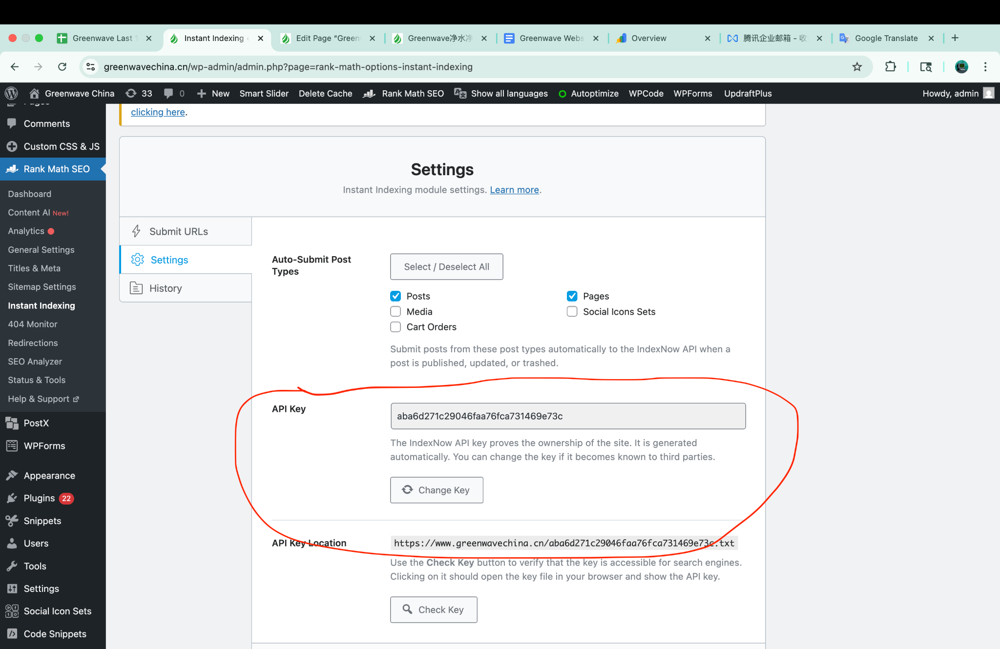 Greenwave Last
Instant Indexing
Edit Page “Green
Greenwave净水净
Greenwave Webs
Overview
腾讯企业邮箱 - 收
Google Translate
greenwavechina.cn/wp-admin/admin.php?page=rank-math-options-instant-indexing
Greenwave China 33 0 New Smart Slider Delete Cache Rank Math SEO Show all languages Autoptimize WPCode WPForms UpdraftPlus Howdy, admin
Pages
Comments
Custom CSS & JS
Rank Math SEO
Dashboard
Content AI New!
Analytics
General Settings
Titles & Meta
Sitemap Settings
Instant Indexing
404 Monitor
Redirections
SEO Analyzer
Status & Tools
Help & Support
PostX
WPForms
Appearance
Plugins 22
Snippets
Users
Tools
Settings
Social Icon Sets
Code Snippets
clicking here.
Settings
Instant Indexing module settings. Learn more.
Submit URLs
Settings
History
Auto-Submit Post
Types
Select / Deselect All
Posts
Pages
Media
Social Icons Sets
Cart Orders
Submit posts from these post types automatically to the IndexNow API when a
post is published, updated, or trashed.
API Key
aba6d271c29046faa76fca731469e73c
The IndexNow API key proves the ownership of the site. It is generated
automatically. You can change the key if it becomes known to third parties.
Change Key
API Key Location
https://www.greenwavechina.cn/aba6d271c29046faa76fca731469e73c.txt
Use the Check Key button to verify that the key is accessible for search engines.
Clicking on it should open the key file in your browser and show the API key.
Check Key